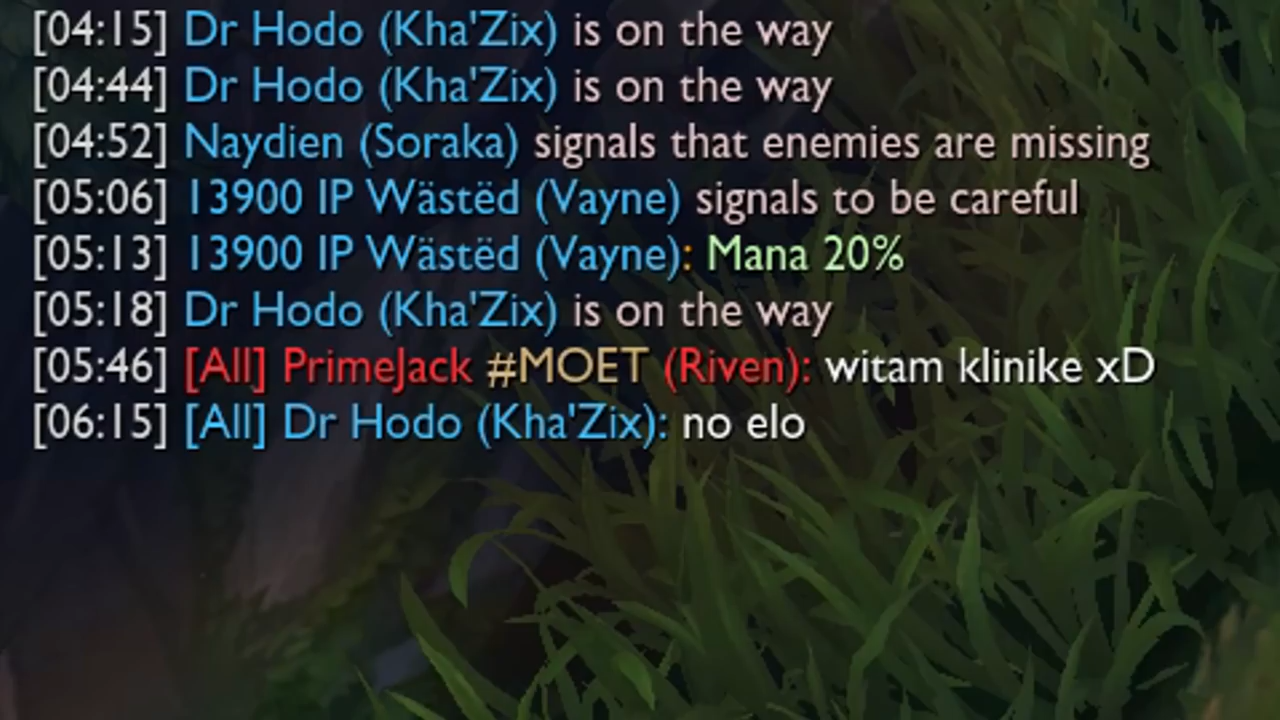 [04:15] Dr Hodo (Kha'Zix) is on the way
[04:44] Dr Hodo (Kha'Zix) is on the way
[04:52] Naydien (Soraka) signals that enemies are missing
[05:06] 13900 IP Wästëd (Vayne) signals to be careful
[05:13] 13900 IP Wästëd (Vayne): Mana 20%
[05:18] Dr Hodo (Kha'Zix) is on the way
[05:46] [All] PrimeJack #MOET (Riven): witam klinike xD
[06:15] [All] Dr Hodo (Kha'Zix): no elo